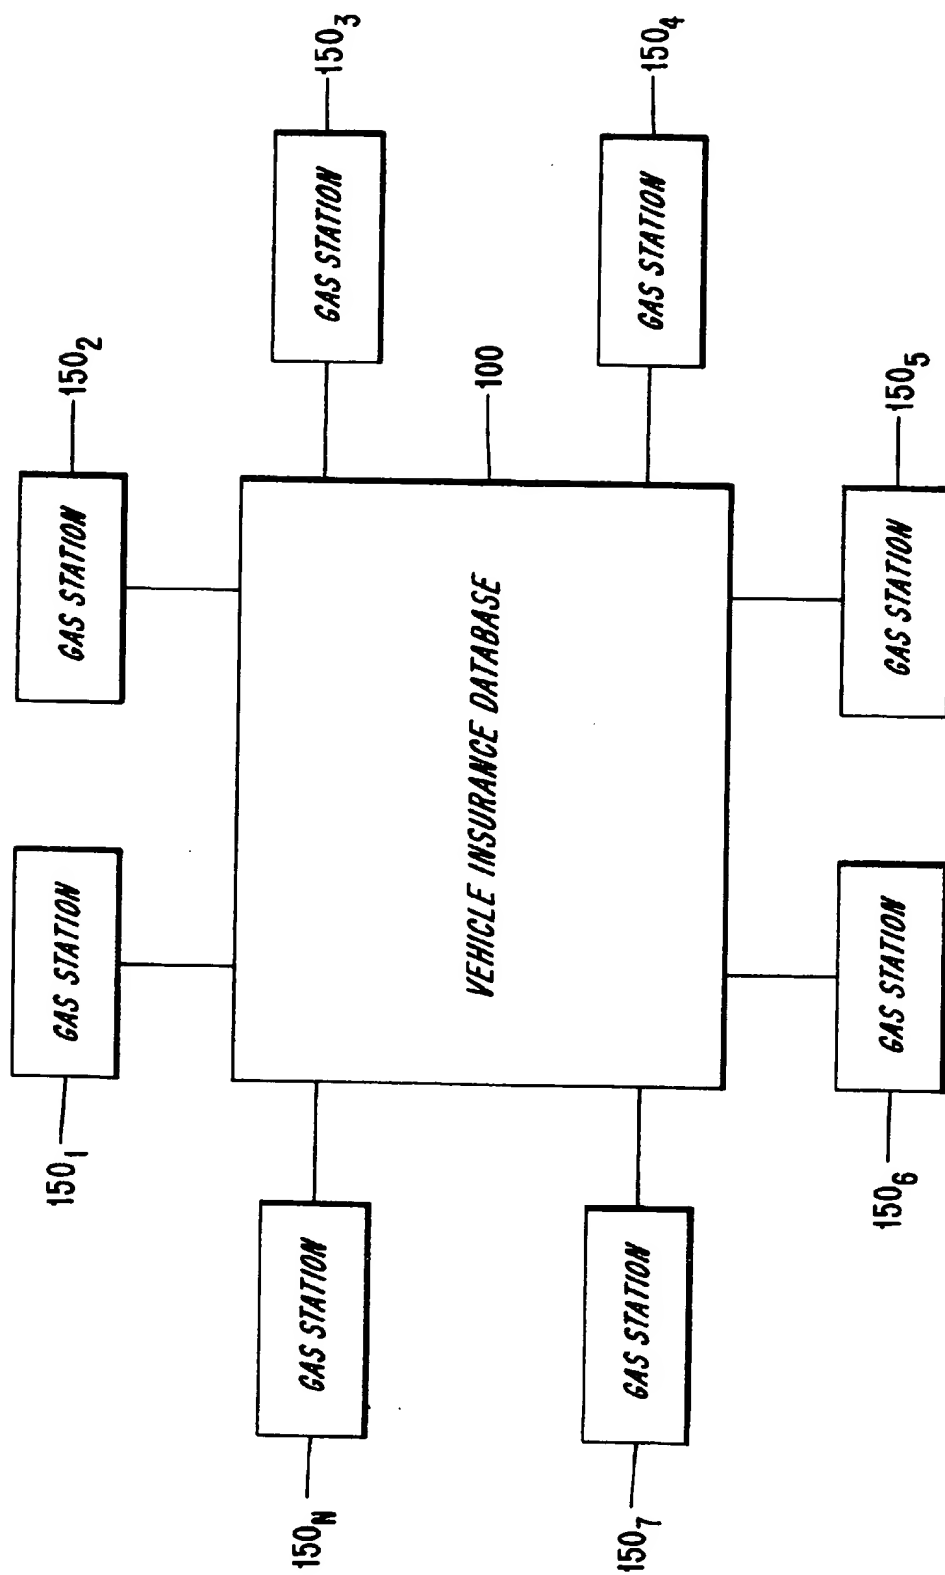 150₁
GAS STATION
150₂
GAS STATION
150₃
GAS STATION
150₄
GAS STATION
150₅
GAS STATION
150₆
GAS STATION
150₇
GAS STATION
150N
GAS STATION
100
VEHICLE INSURANCE DATABASE